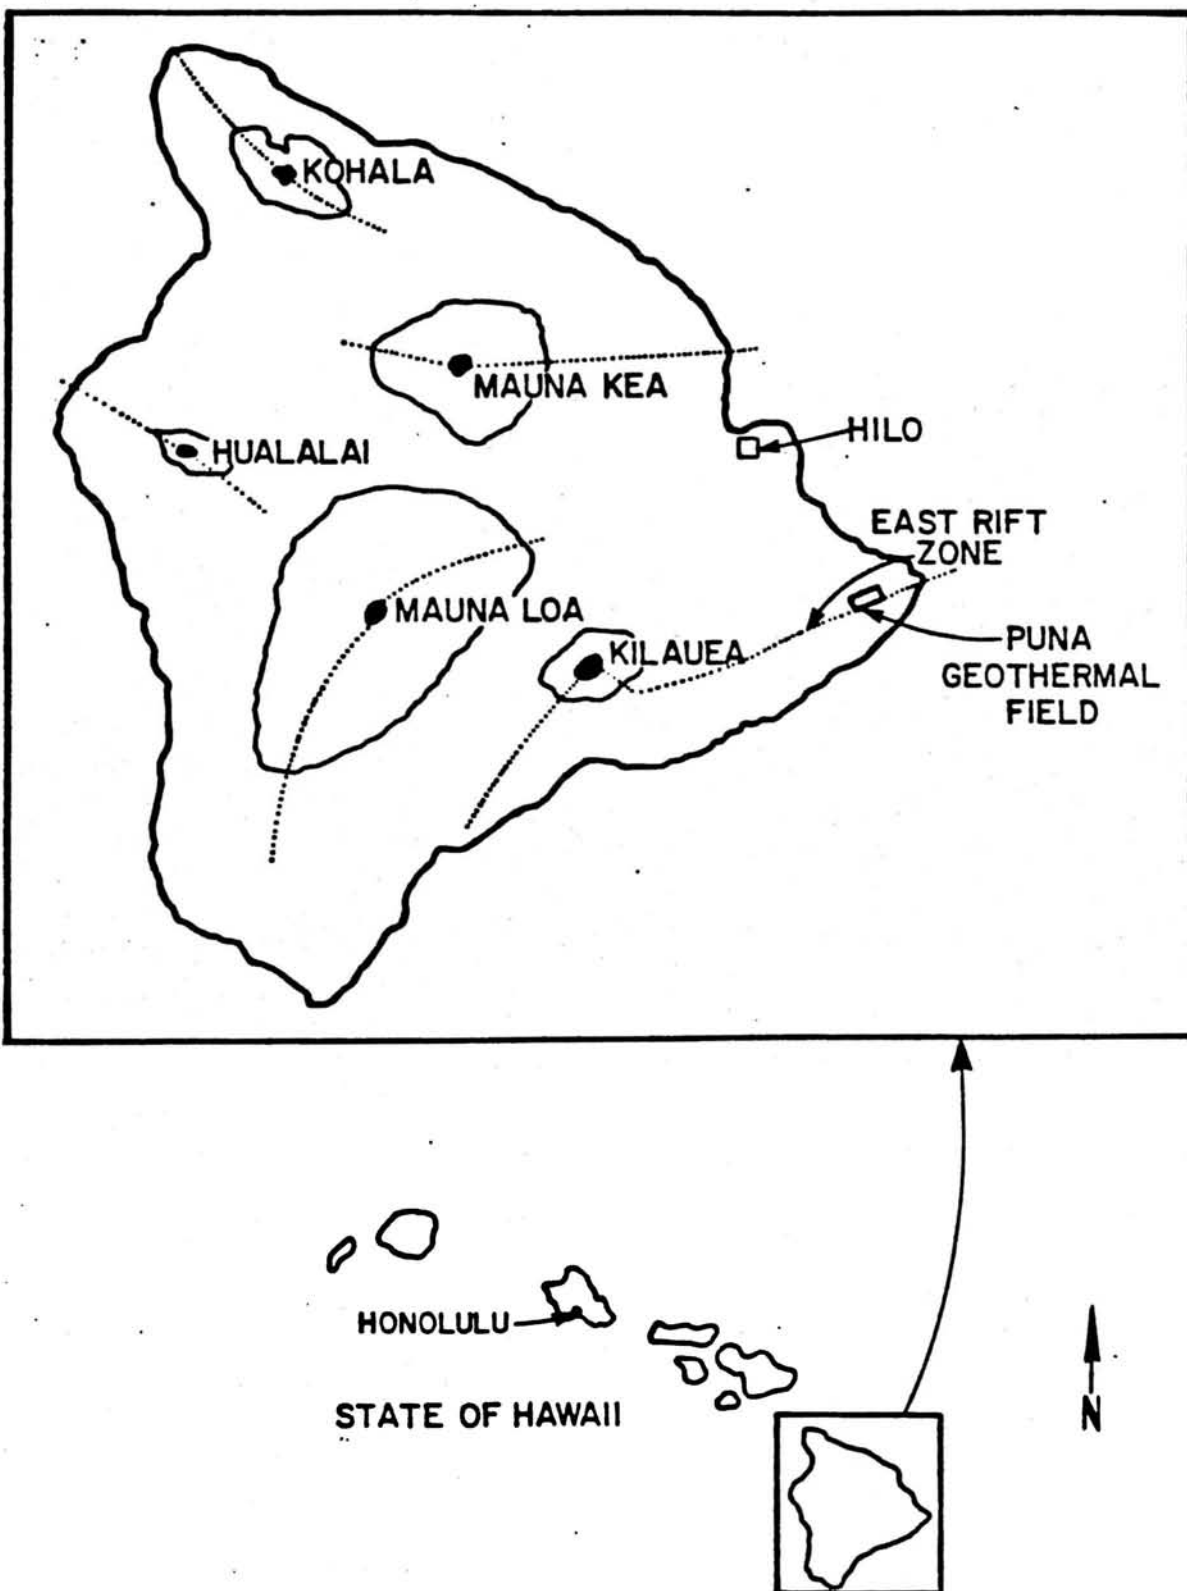 KOHALA
MAUNA KEA
HILO
HUALALAI
EAST RIFT
ZONE
MAUNA LOA
KILAUEA
PUNA
GEOTHERMAL
FIELD
HONOLULU
STATE OF HAWAII
N